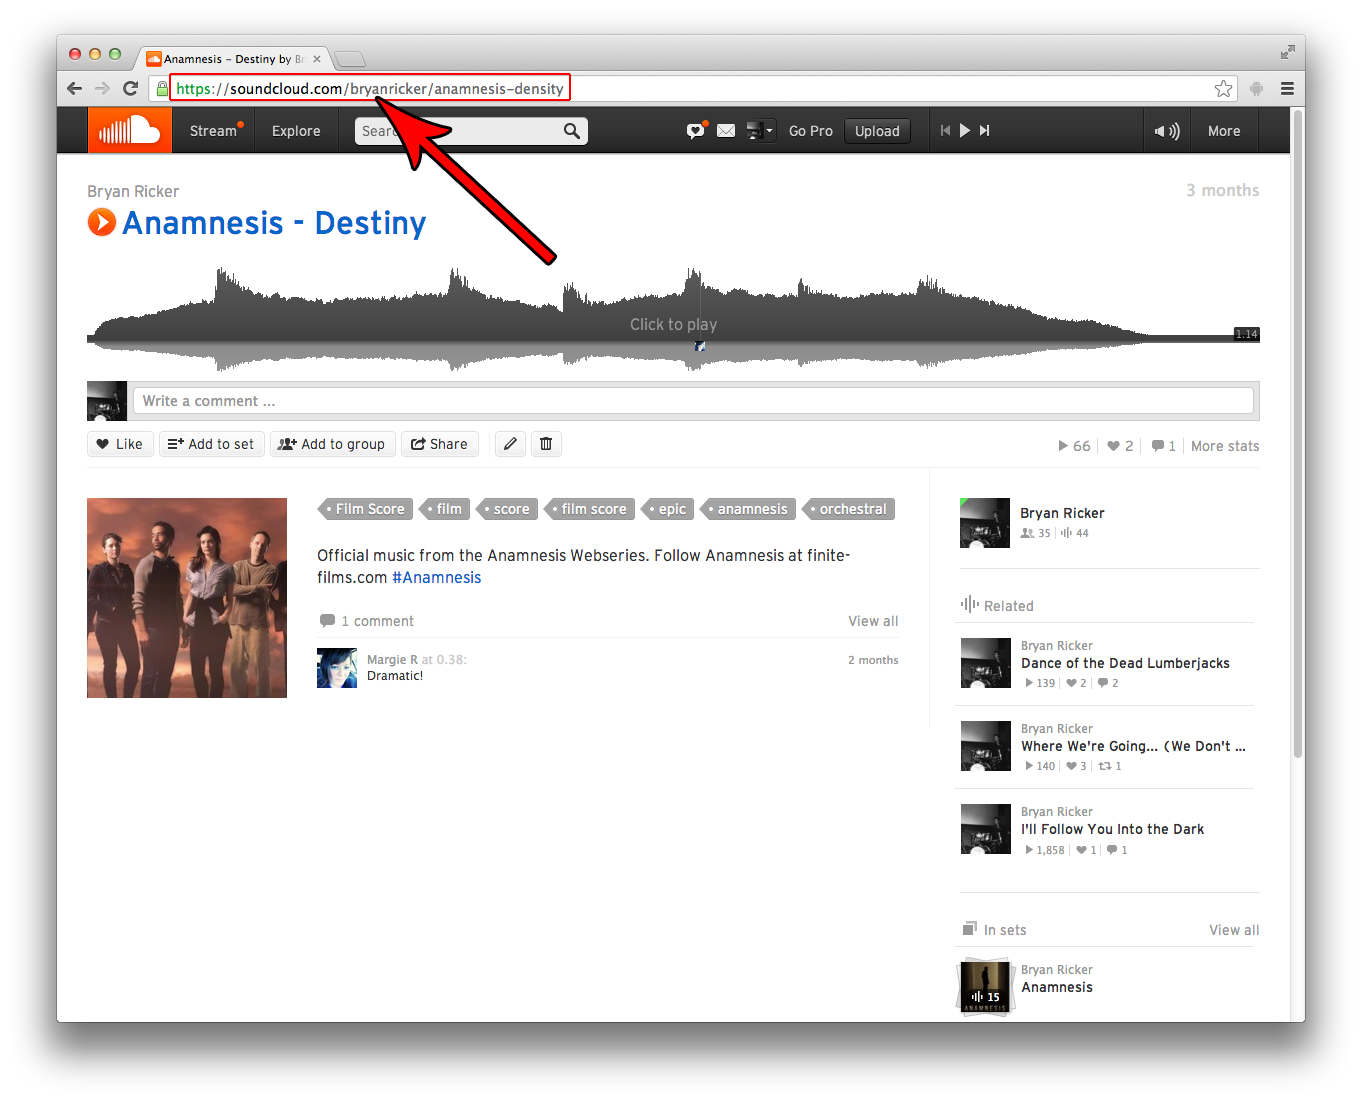 Anamnesis – Destiny by Br
https://soundcloud.com/bryanricker/anamnesis-density
Stream
Explore
Searc
Go Pro
Upload
More
Bryan Ricker
3 months
Anamnesis - Destiny
Click to play
1.14
Write a comment ...
Like
Add to set
Add to group
Share
66
2
1
More stats
Film Score
film
score
film score
epic
anamnesis
orchestral
Official music from the Anamnesis Webseries. Follow Anamnesis at finite-
films.com #Anamnesis
1 comment
View all
Margie R at 0.38:
2 months
Dramatic!
Bryan Ricker
35
44
Related
Bryan Ricker
Dance of the Dead Lumberjacks
139
2
2
Bryan Ricker
Where We're Going... (We Don't ...
140
3
1
Bryan Ricker
I'll Follow You Into the Dark
1,858
1
1
In sets
View all
Bryan Ricker
Anamnesis
15
ANAMNESIS